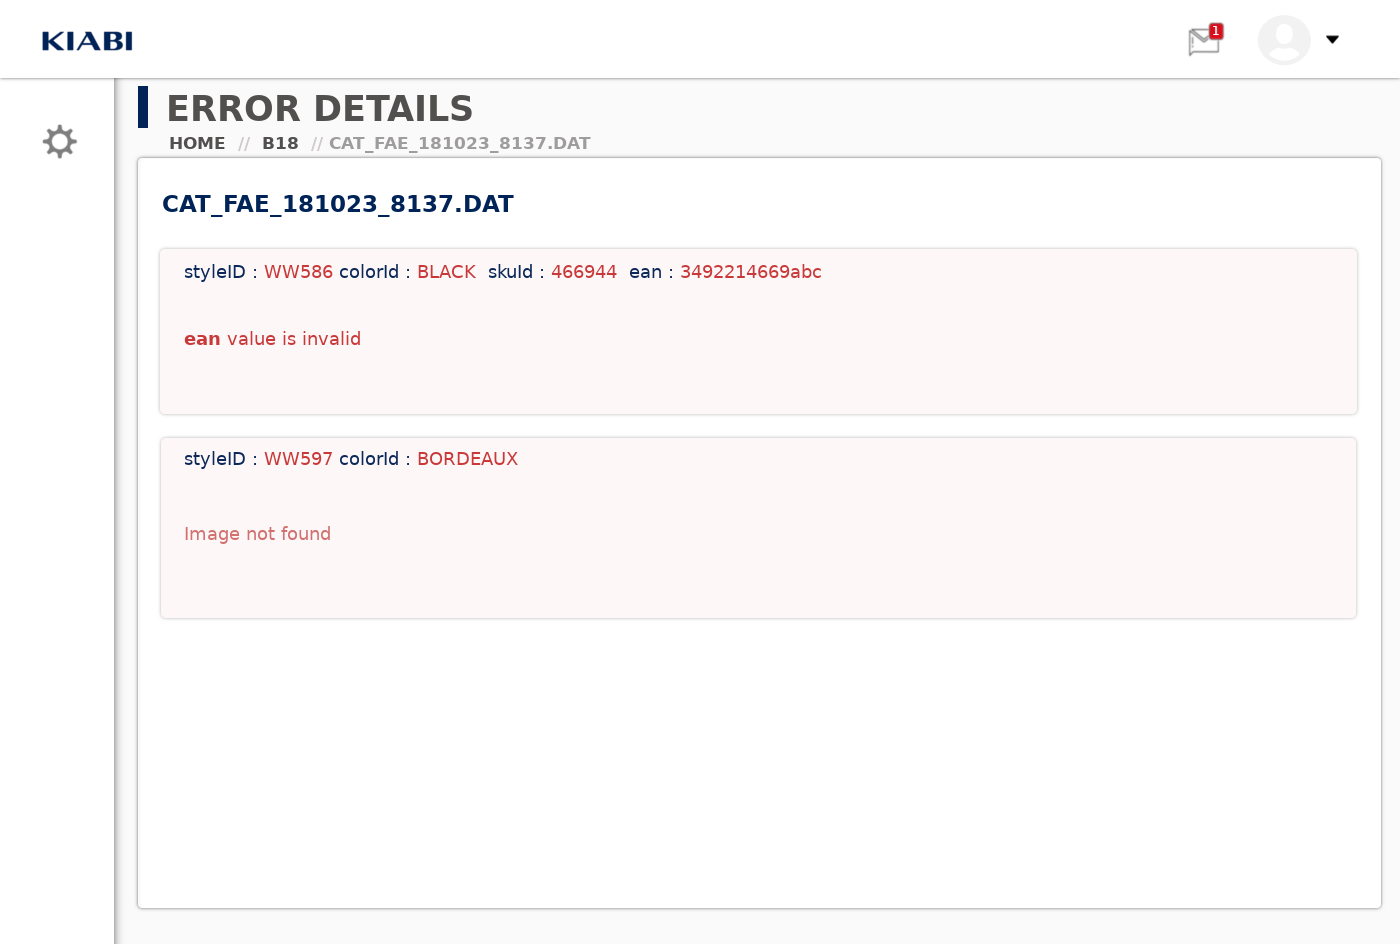 KIABI
1
ERROR DETAILS
HOME // B18 // CAT_FAE_181023_8137.DAT
CAT_FAE_181023_8137.DAT
styleID : WW586 colorId : BLACK skuId : 466944 ean : 3492214669abc
ean value is invalid
styleID : WW597 colorId : BORDEAUX
Image not found